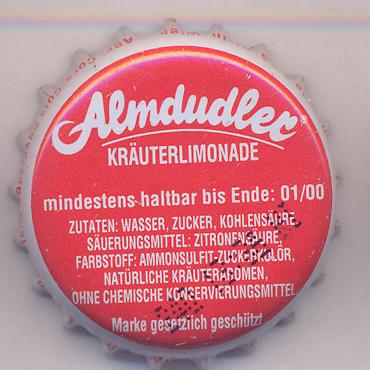 Almdudler®
KRÄUTERLIMONADE
mindestens haltbar bis Ende: 01/00
ZUTATEN: WASSER, ZUCKER, KOHLENSÄURE,
SÄUERUNGSMITTEL: ZITRONENSÄURE,
FARBSTOFF: AMMONSULFIT-ZUCKERKULÖR,
NATÜRLICHE KRÄUTERAROMEN,
OHNE CHEMISCHE KONSERVIERUNGSMITTEL
Marke gesetzlich geschützt